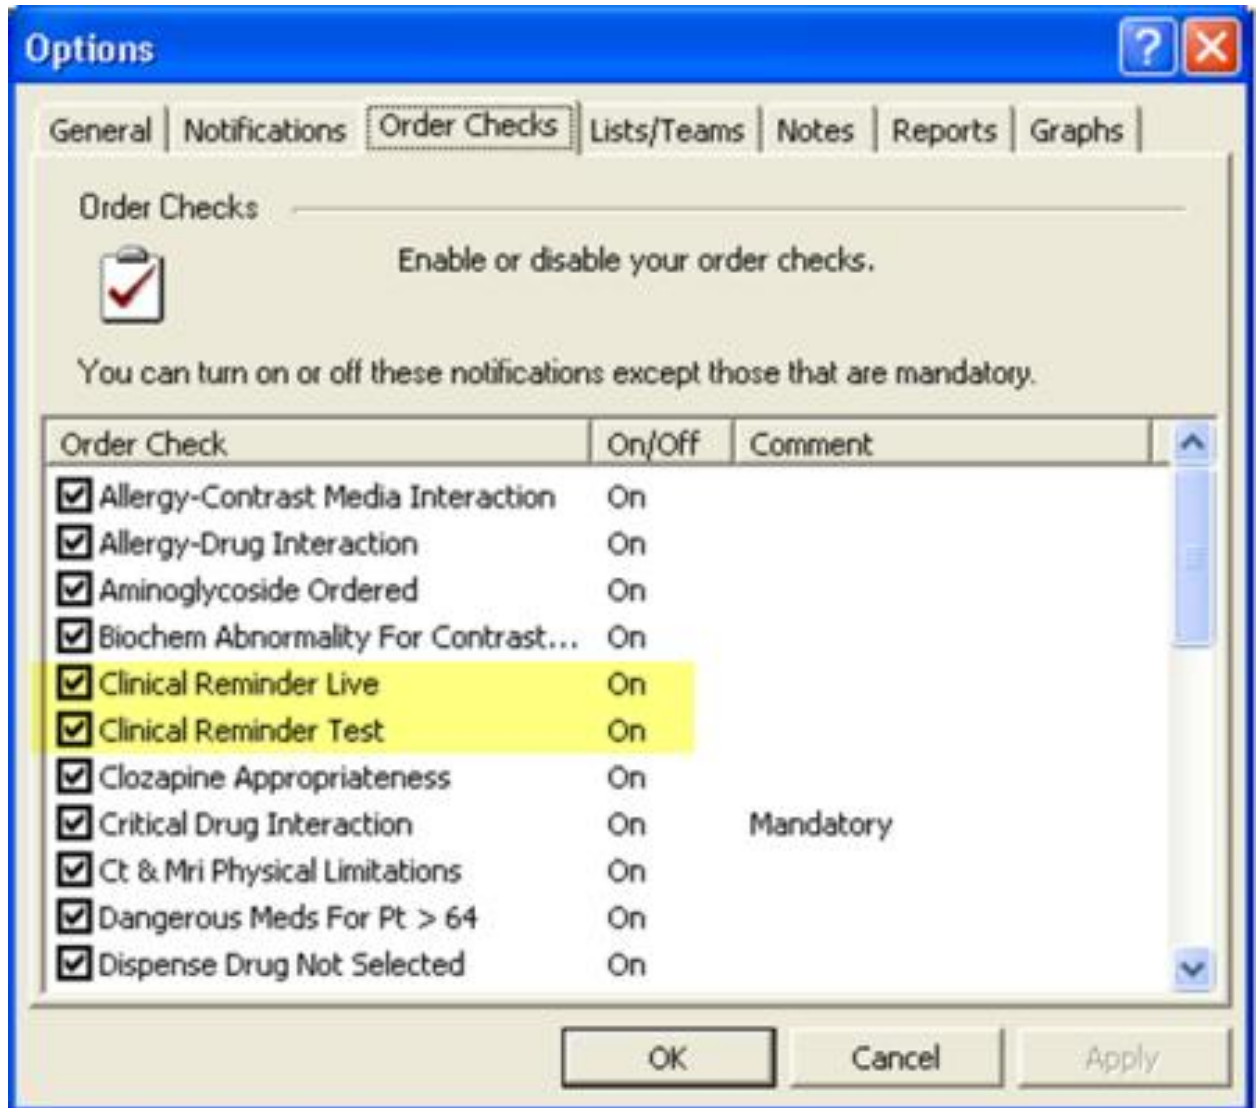 Options
General Notifications Order Checks Lists/Teams Notes Reports Graphs
Order Checks
Enable or disable your order checks.
You can turn on or off these notifications except those that are mandatory.
Order Check On/Off Comment
Allergy-Contrast Media Interaction On
Allergy-Drug Interaction On
Aminoglycoside Ordered On
Biochem Abnormality For Contrast... On
Clinical Reminder Live On
Clinical Reminder Test On
Clozapine Appropriateness On
Critical Drug Interaction On Mandatory
Ct & Mri Physical Limitations On
Dangerous Meds For Pt > 64 On
Dispense Drug Not Selected On
OK Cancel Apply